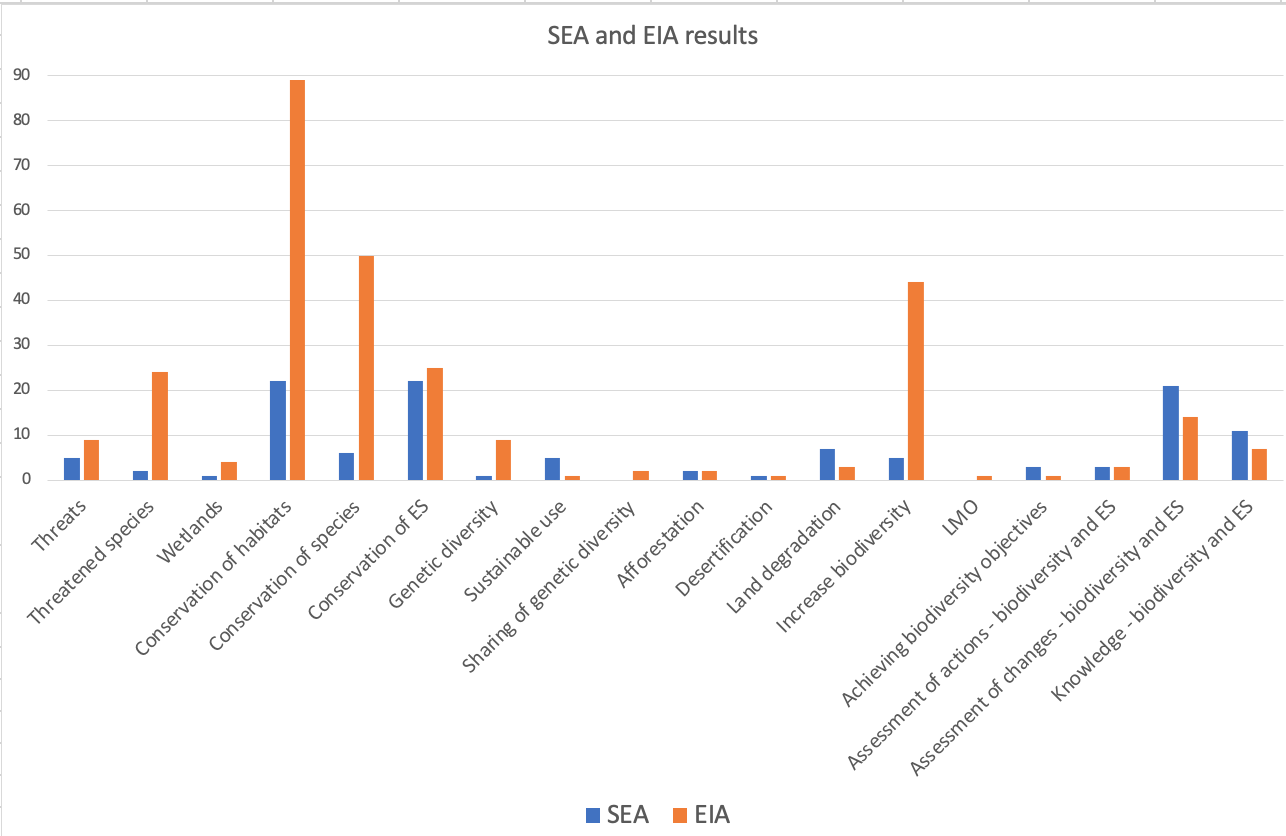 SEA and EIA results
90
80
70
60
50
40
30
20
10
0
Threats
Threatened species
Wetlands
Conservation of habitats
Conservation of species
Conservation of ES
Genetic diversity
Sustainable use
Sharing of genetic diversity
Afforestation
Desertification
Land degradation
Increase biodiversity
LMO
Achieving biodiversity objectives
Assessment of actions - biodiversity and ES
Assessment of changes - biodiversity and ES
Knowledge - biodiversity and ES
SEA EIA